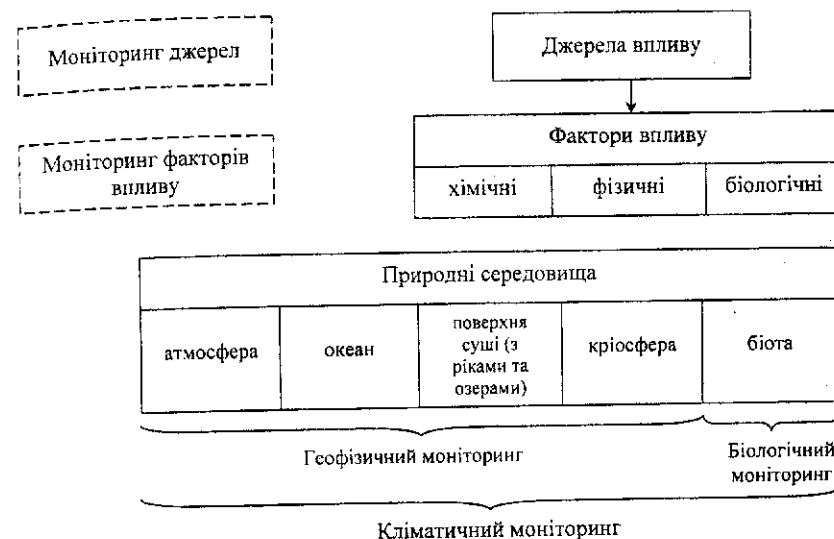 Моніторинг джерел
Джерела впливу
Моніторинг факторів
впливу
Фактори впливу
хімічні
фізичні
біологічні
Природні середовища
атмосфера
океан
поверхня
суші (з
ріками та
озерами)
кріосфера
біота
Геофізичний моніторинг
Біологічний
моніторинг
Кліматичний моніторинг